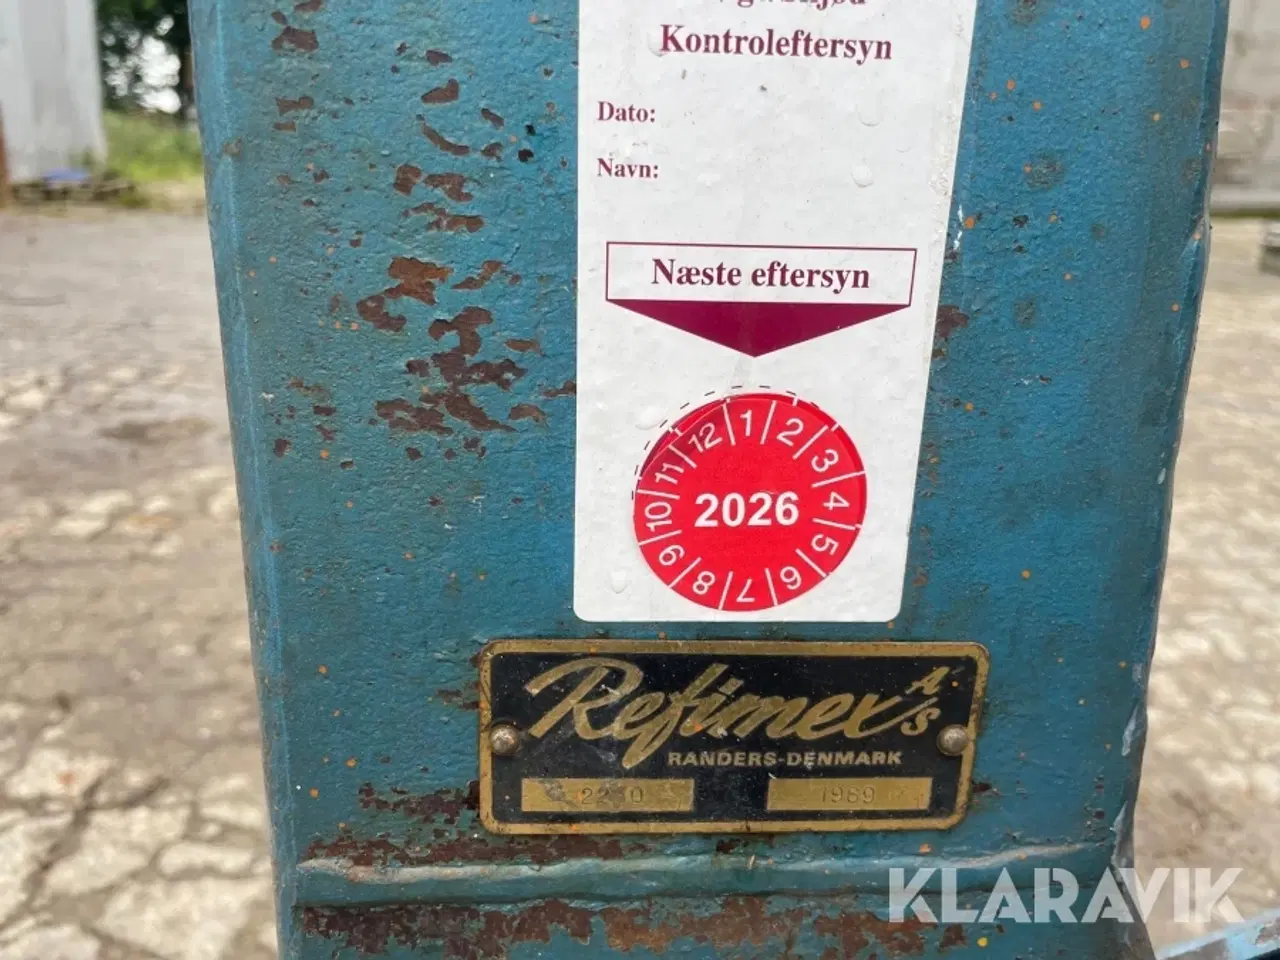 Kontroleftersyn
Dato:
Navn:
Næste eftersyn
1 2 3 4 5 6 7 8 9 10 11 12
2026
Refimex A/S
RANDERS-DENMARK
1969
KLARAVIK